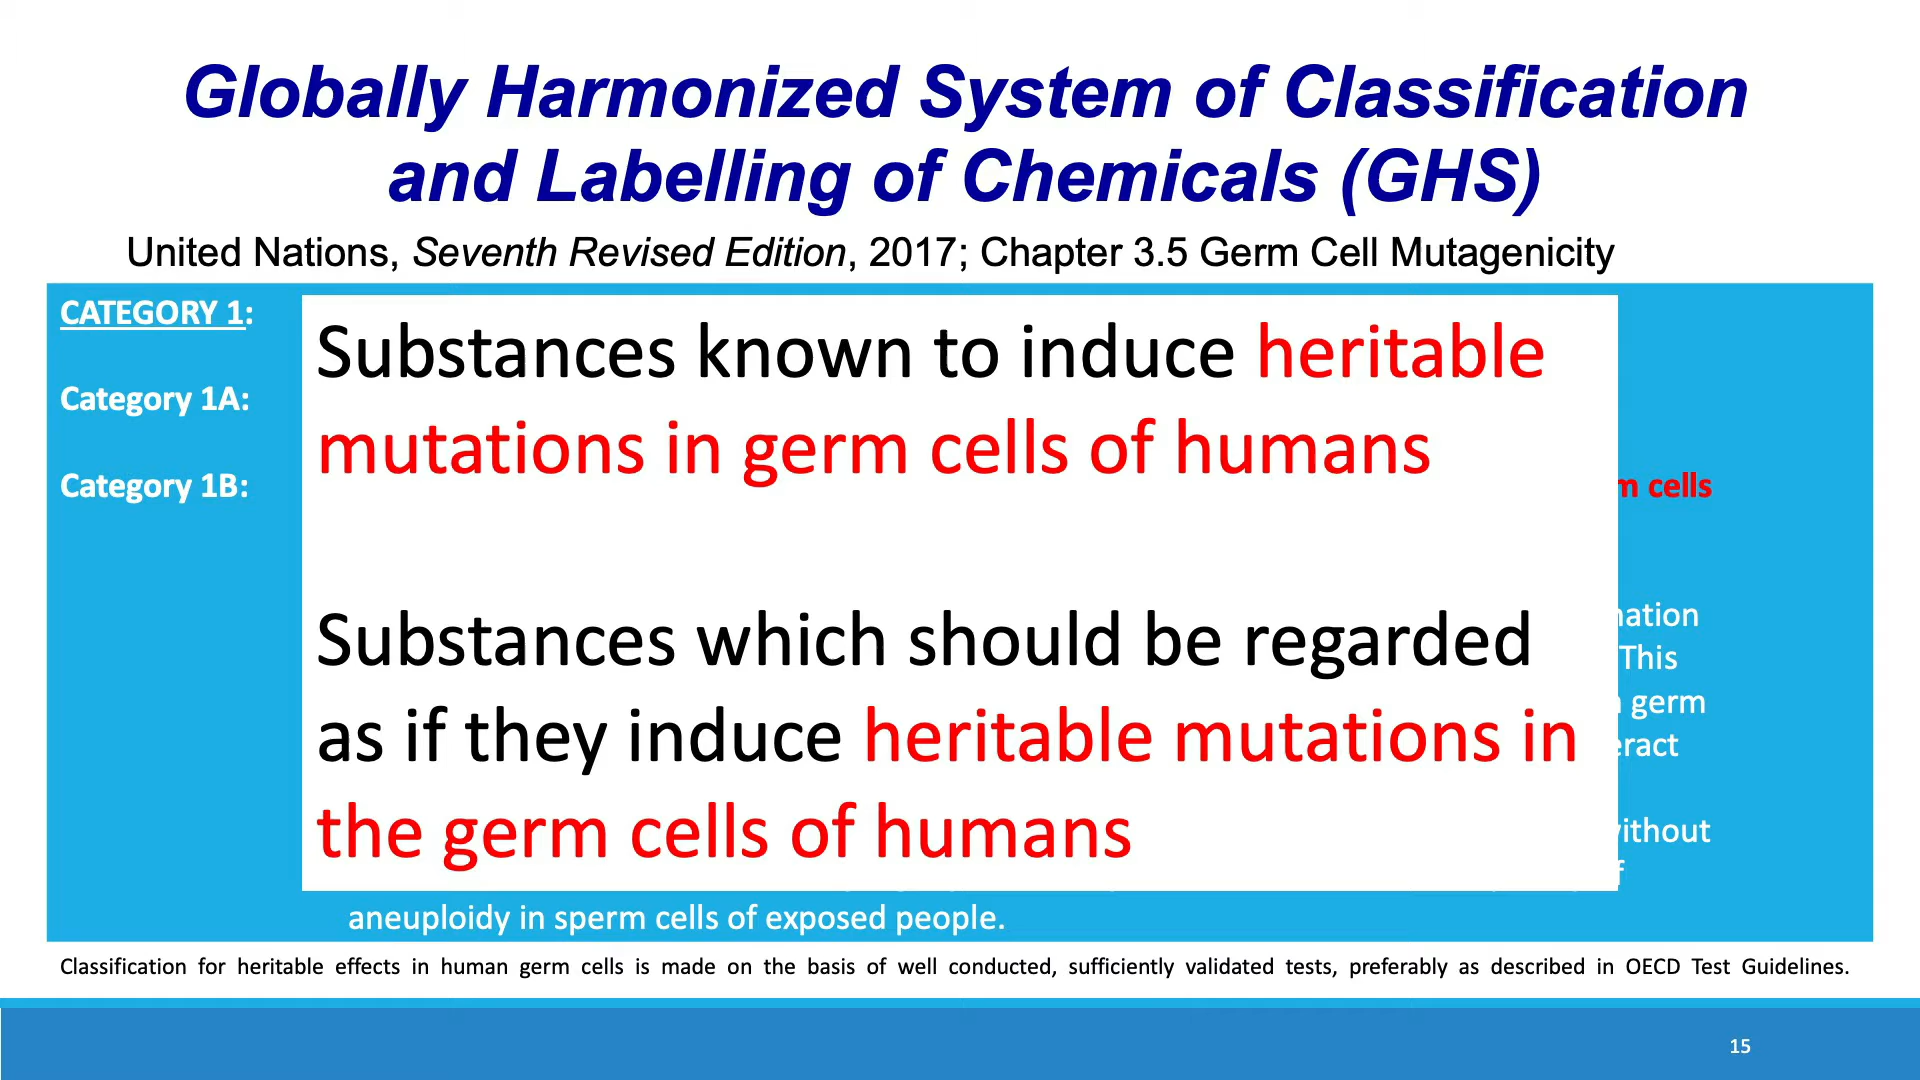 Globally Harmonized System of Classification
and Labelling of Chemicals (GHS)
United Nations, Seventh Revised Edition, 2017; Chapter 3.5 Germ Cell Mutagenicity
CATEGORY 1:
Substances known to induce heritable
Category 1A:
mutations in germ cells of humans
Category 1B:
cells
This
germ
Substances which should be regarded
as if they induce heritable mutations in
the germ cells of humans
aneuploidy in sperm cells of exposed people.
Classification for heritable effects in human germ cells is made on the basis of well conducted, sufficiently validated tests, preferably as described in OECD Test Guidelines.
15